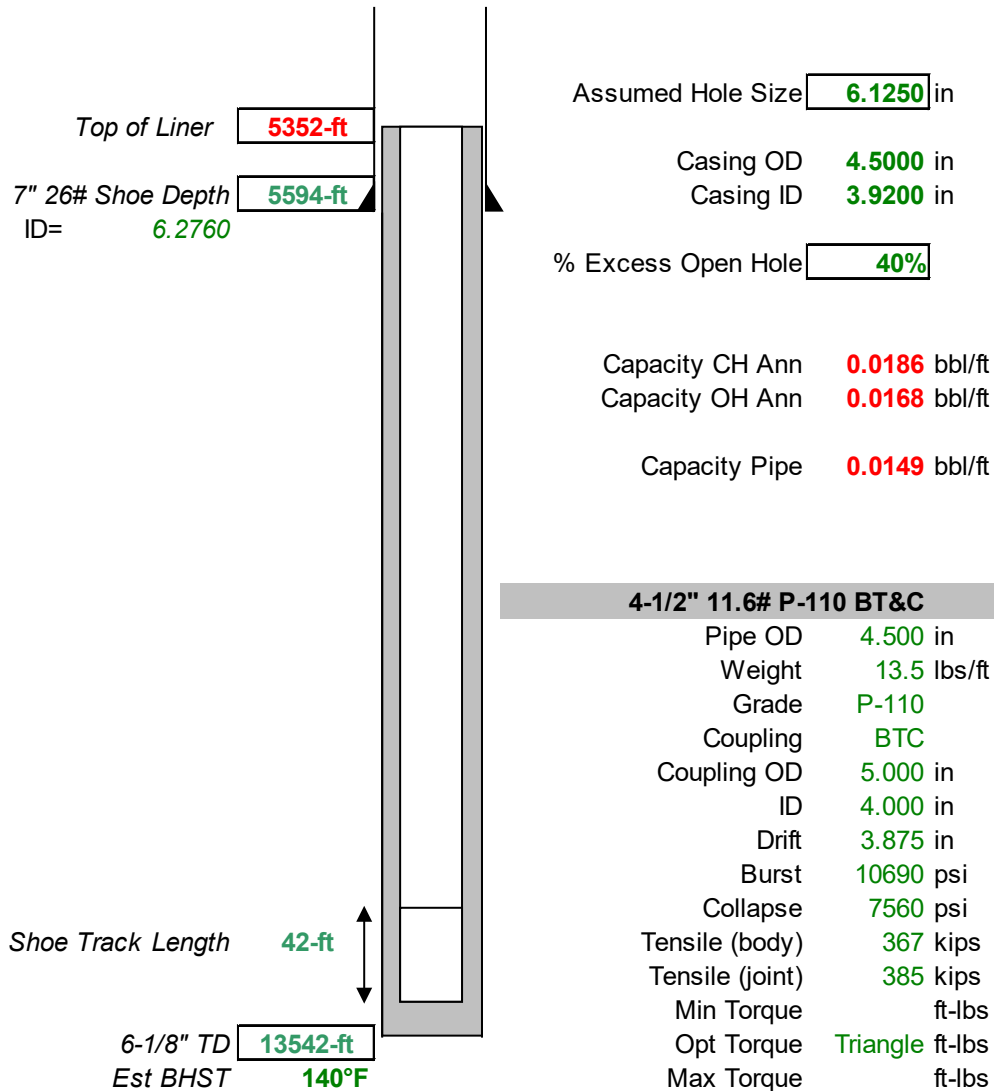 Assumed Hole Size 6.1250 in
Top of Liner 5352-ft
Casing OD 4.5000 in
7" 26# Shoe Depth 5594-ft
Casing ID 3.9200 in
ID= 6.2760
% Excess Open Hole 40%
Capacity CH Ann 0.0186 bbl/ft
Capacity OH Ann 0.0168 bbl/ft
Capacity Pipe 0.0149 bbl/ft
4-1/2" 11.6# P-110 BT&C
Pipe OD 4.500 in
Weight 13.5 lbs/ft
Grade P-110
Coupling BTC
Coupling OD 5.000 in
ID 4.000 in
Drift 3.875 in
Burst 10690 psi
Collapse 7560 psi
Shoe Track Length 42-ft
Tensile (body) 367 kips
Tensile (joint) 385 kips
Min Torque ft-lbs
6-1/8" TD 13542-ft
Opt Torque Triangle ft-lbs
Est BHST 140°F
Max Torque ft-lbs